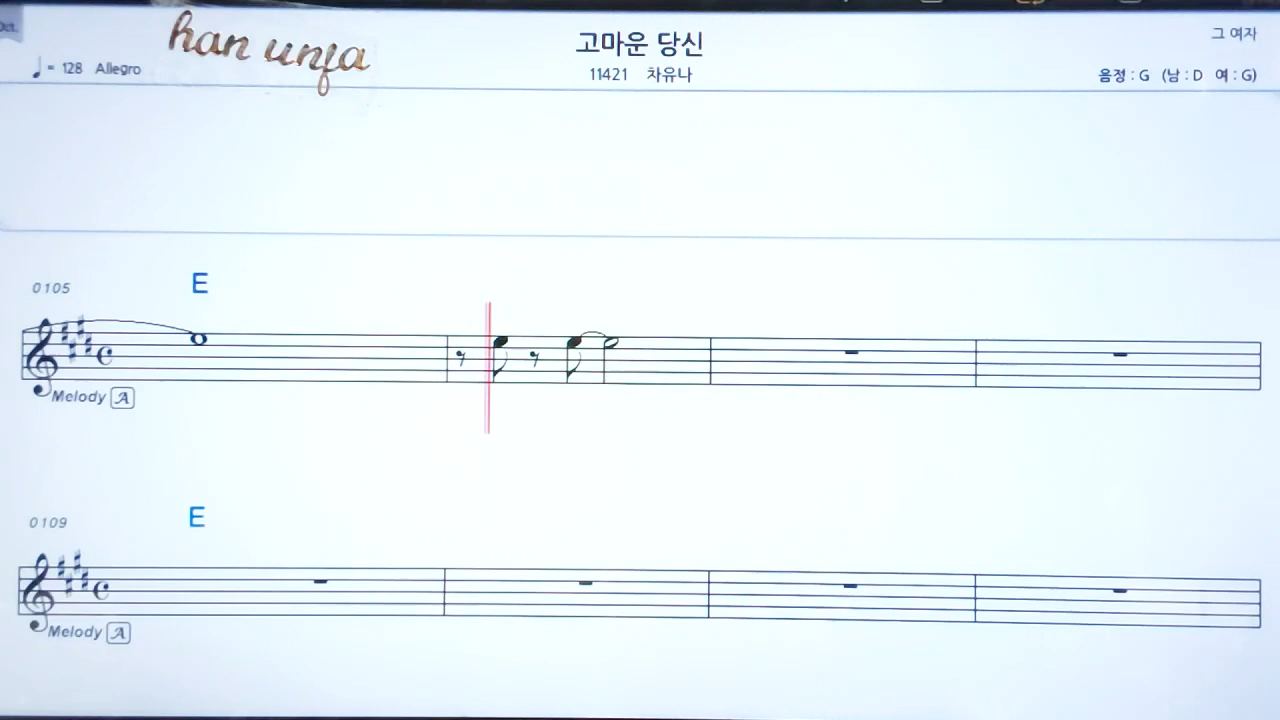 Oct.
han unja
고마운 당신
그 여자
♩= 128 Allegro
11421 차유나
음정 : G (남 : D 여 : G)
0105
E
Melody A
0109
E
Melody A